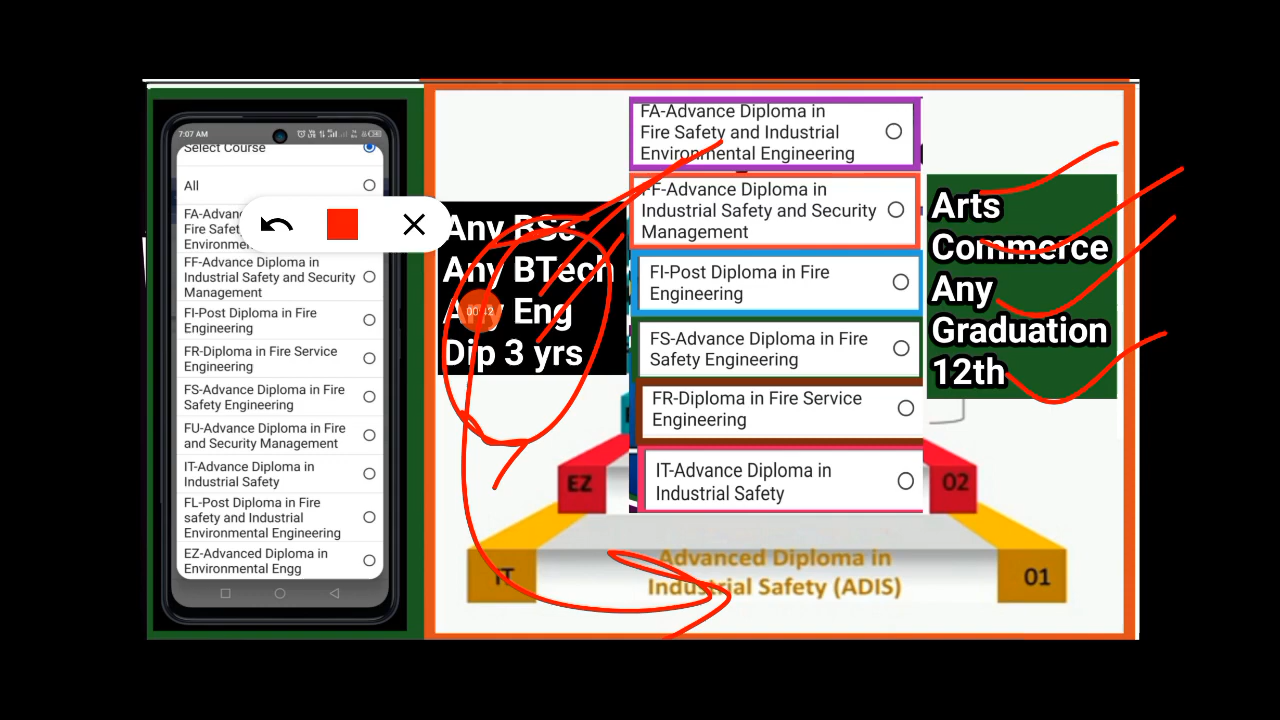 7:07 AM
Select Course
All
FA-Advan
Fire Safet
Environme
FF-Advance Diploma in
Industrial Safety and Security
Management
FI-Post Diploma in Fire
Engineering
FR-Diploma in Fire Service
Engineering
FS-Advance Diploma in Fire
Safety Engineering
FU-Advance Diploma in Fire
and Security Management
IT-Advance Diploma in
Industrial Safety
FL-Post Diploma in Fire
safety and Industrial
Environmental Engineering
EZ-Advanced Diploma in
Environmental Engg
Any BSc
Any BTech
Any Eng
Dip 3 yrs
FA-Advance Diploma in
Fire Safety and Industrial
Environmental Engineering
FF-Advance Diploma in
Industrial Safety and Security
Management
FI-Post Diploma in Fire
Engineering
FS-Advance Diploma in Fire
Safety Engineering
FR-Diploma in Fire Service
Engineering
IT-Advance Diploma in
Industrial Safety
Arts
Commerce
Any
Graduation
12th
EZ
02
IT
Advanced Diploma in
Industrial Safety (ADIS)
01